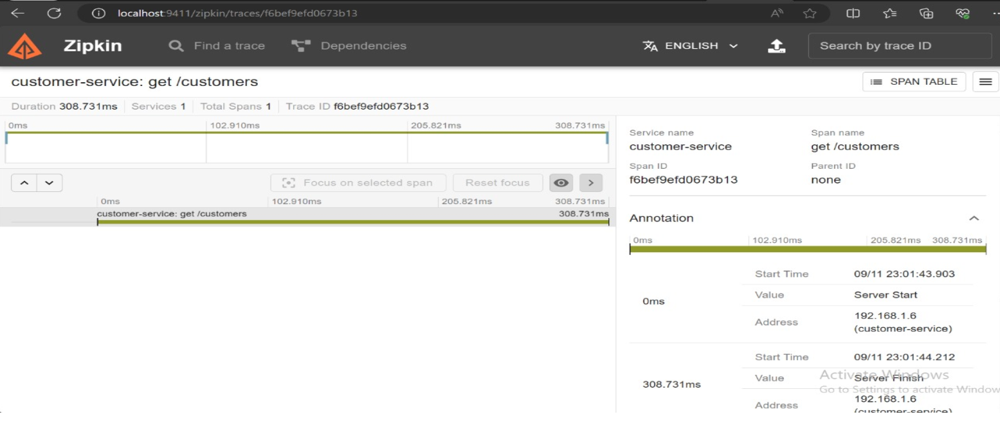 localhost:9411/zipkin/traces/f6bef9efd0673b13
Zipkin Find a trace Dependencies ENGLISH Search by trace ID
customer-service: get /customers SPAN TABLE
Duration 308.731ms Services 1 Total Spans 1 Trace ID f6bef9efd0673b13
0ms 102.910ms 205.821ms 308.731ms
Focus on selected span Reset focus
0ms 102.910ms 205.821ms 308.731ms
customer-service: get /customers 308.731ms
Service name Span name
customer-service get /customers
Span ID Parent ID
f6bef9efd0673b13 none
Annotation
0ms 102.910ms 205.821ms 308.731ms
Start Time 09/11 23:01:43.903
0ms
Value Server Start
Address 192.168.1.6
(customer-service)
Start Time 09/11 23:01:44.212
308.731ms
Value Server Finish
Address 192.168.1.6
(customer-service)
Activate Windows
Go to Settings to activate Window